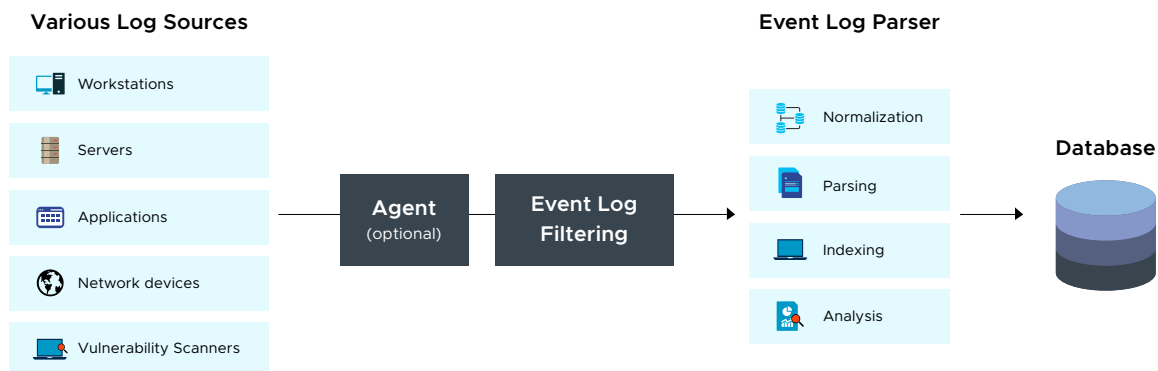 Various Log Sources
Workstations
Servers
Applications
Network devices
Vulnerability Scanners
Agent
(optional)
Event Log
Filtering
Event Log Parser
Normalization
Parsing
Indexing
Analysis
Database